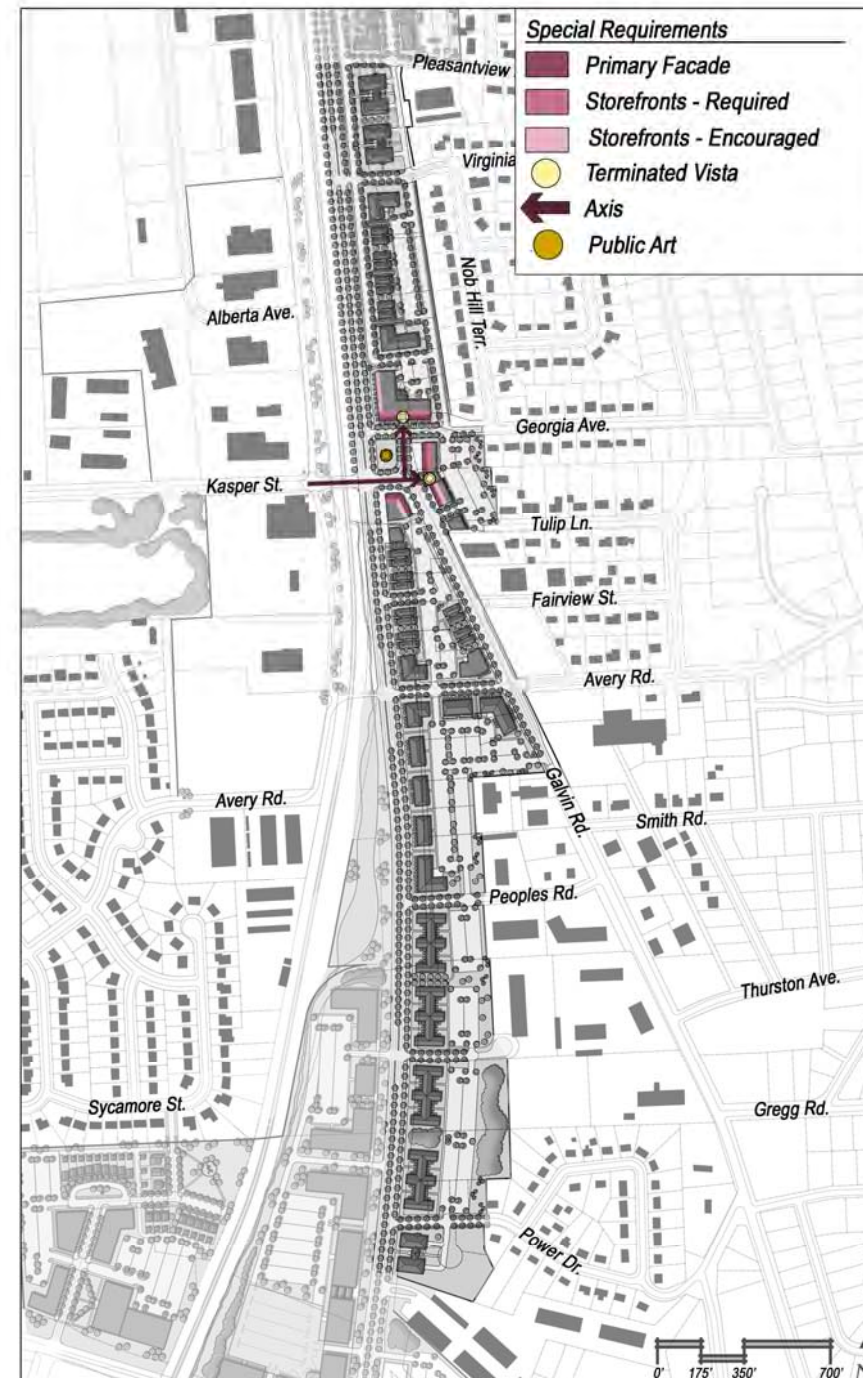 Special Requirements
Primary Facade
Storefronts - Required
Storefronts - Encouraged
Terminated Vista
Axis
Public Art
Pleasantview
Virginia
Nob Hill Terr.
Alberta Ave.
Georgia Ave.
Kasper St.
Tulip Ln.
Fairview St.
Avery Rd.
Avery Rd.
Galvin Rd.
Smith Rd.
Peoples Rd.
Thurston Ave.
Sycamore St.
Gregg Rd.
Power Dr.
0' 175' 350' 700'